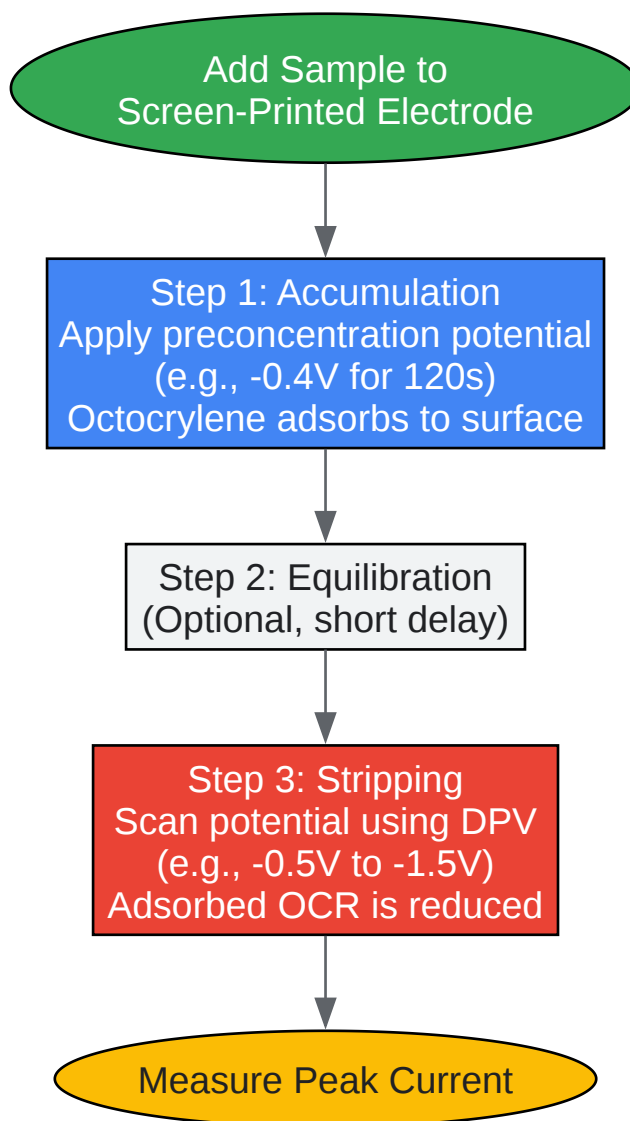 Add Sample to
Screen-Printed Electrode
Step 1: Accumulation
Apply preconcentration potential
(e.g., -0.4V for 120s)
Octocrylene adsorbs to surface
Step 2: Equilibration
(Optional, short delay)
Step 3: Stripping
Scan potential using DPV
(e.g., -0.5V to -1.5V)
Adsorbed OCR is reduced
Measure Peak Current